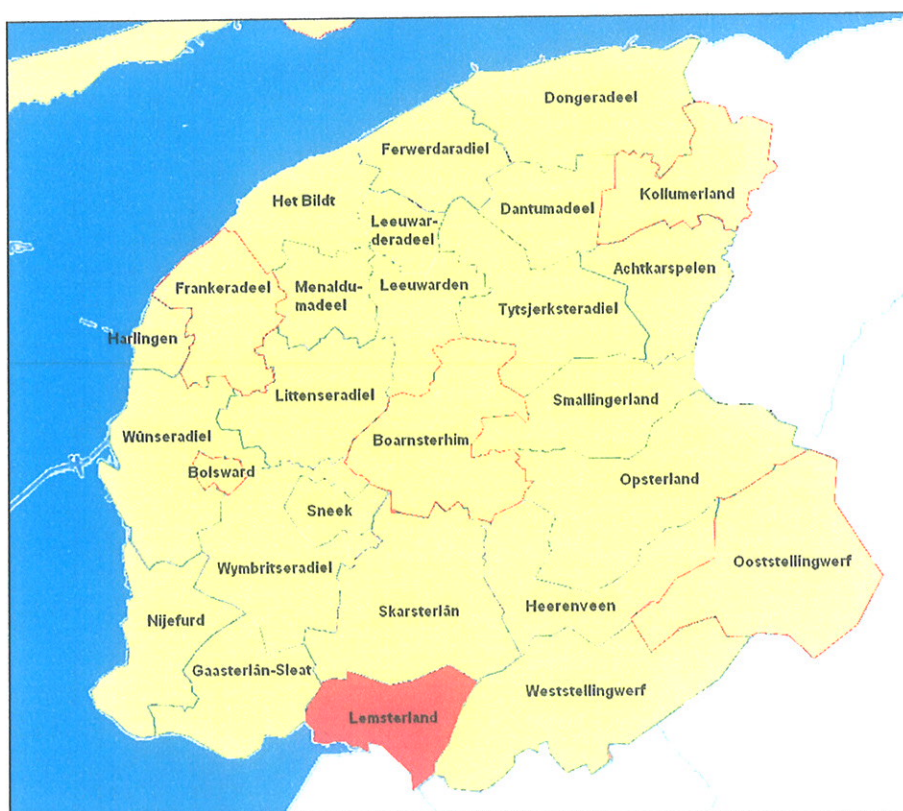 Dongeradeel
Ferwerdaradiel
Kollumerland
Het Bildt
Dantumadeel
Leeuwar-
deradeel
Achtkarspelen
Frankeradeel
Menaldu-
madeel
Leeuwarden
Tytsjerksteradiel
Harlingen
Littenseradiel
Smallingerland
Wûnseradiel
Boarnsterhim
Bolsward
Opsterland
Sneek
Ooststellingwerf
Wymbritseradiel
Heerenveen
Skarsterlân
Nijefurd
Gaasterlân-Sleat
Weststellingwerf
Lemsterland